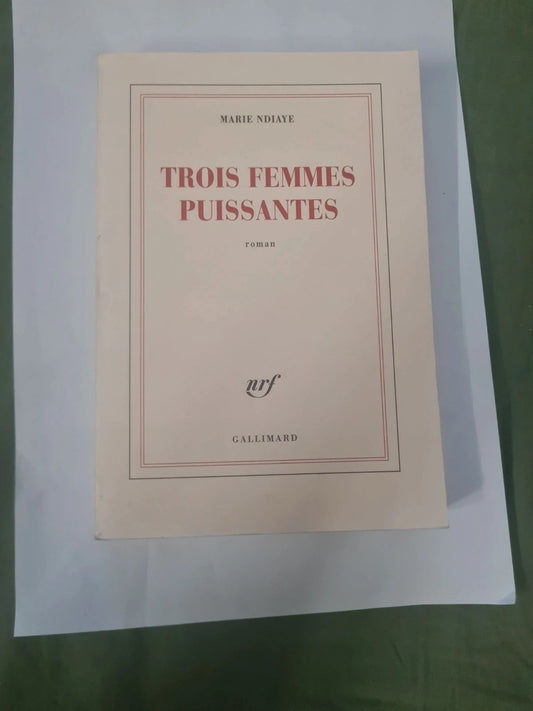 MARIE NDIAYE
TROIS FEMMES
PUISSANTES
roman
nrf
GALLIMARD